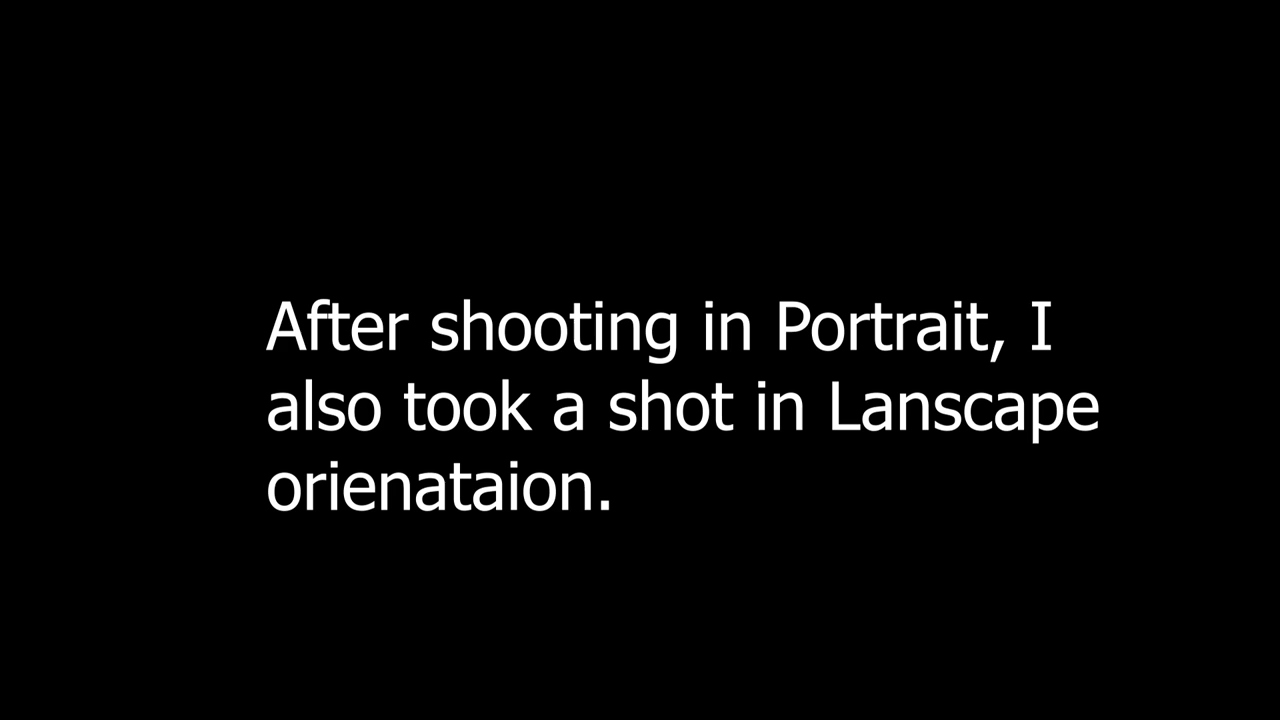 After shooting in Portrait, I
also took a shot in Lanscape
orienataion.